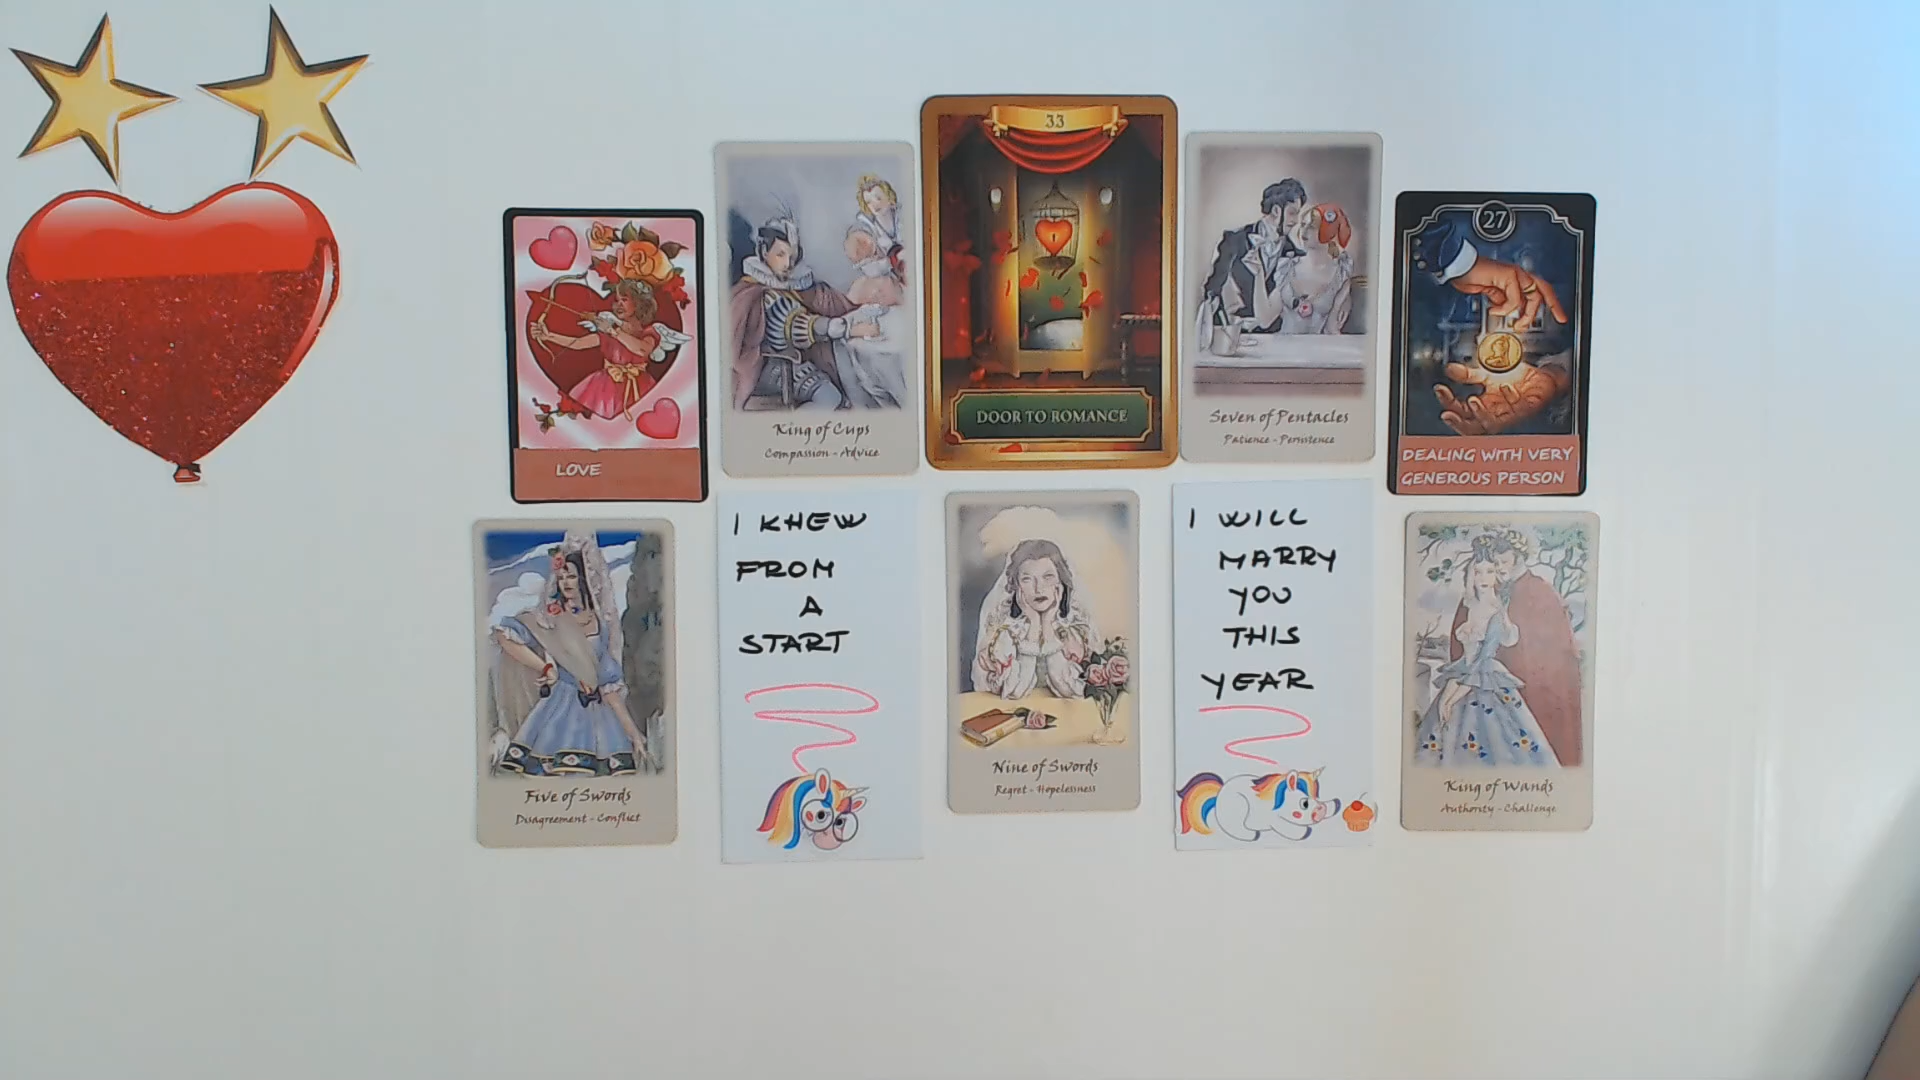 33
DOOR TO ROMANCE
LOVE
King of Cups
Compassion - Advice
Seven of Pentacles
Patience - Persistence
27
DEALING WITH VERY
GENEROUS PERSON
Five of Swords
Disagreement - Conflict
I KHEW
FROM
A
START
Nine of Swords
Regret - Hopelessness
I WILL
MARRY
YOU
THIS
YEAR
King of Wands
Authority - Challenge